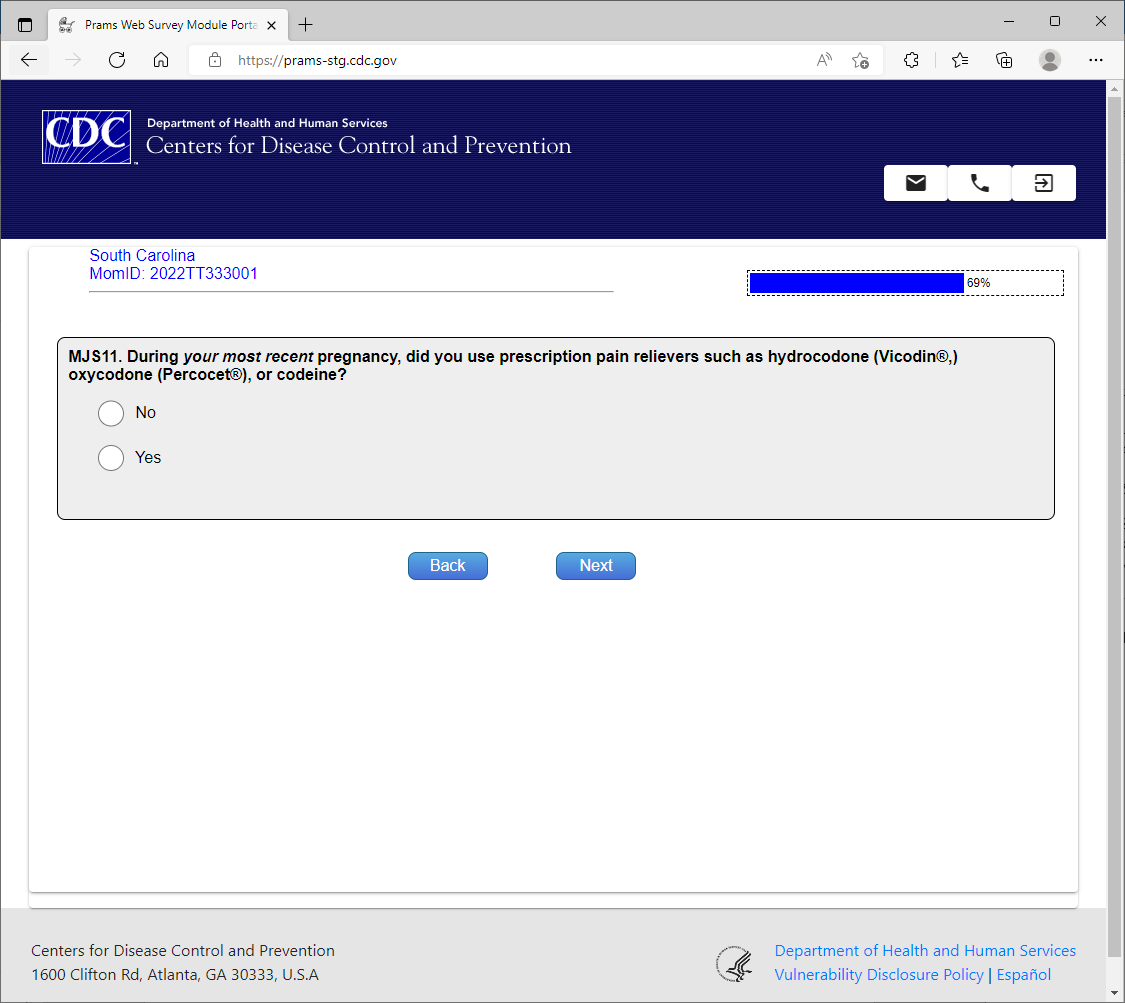 Prams Web Survey Module Porta
https://prams-stg.cdc.gov
CDC
Department of Health and Human Services
Centers for Disease Control and Prevention
South Carolina
MomID: 2022TT333001
69%
MJS11. During your most recent pregnancy, did you use prescription pain relievers such as hydrocodone (Vicodin®,)
oxycodone (Percocet®), or codeine?
No
Yes
Back Next
Centers for Disease Control and Prevention
1600 Clifton Rd, Atlanta, GA 30333, U.S.A
Department of Health and Human Services
Vulnerability Disclosure Policy | Español